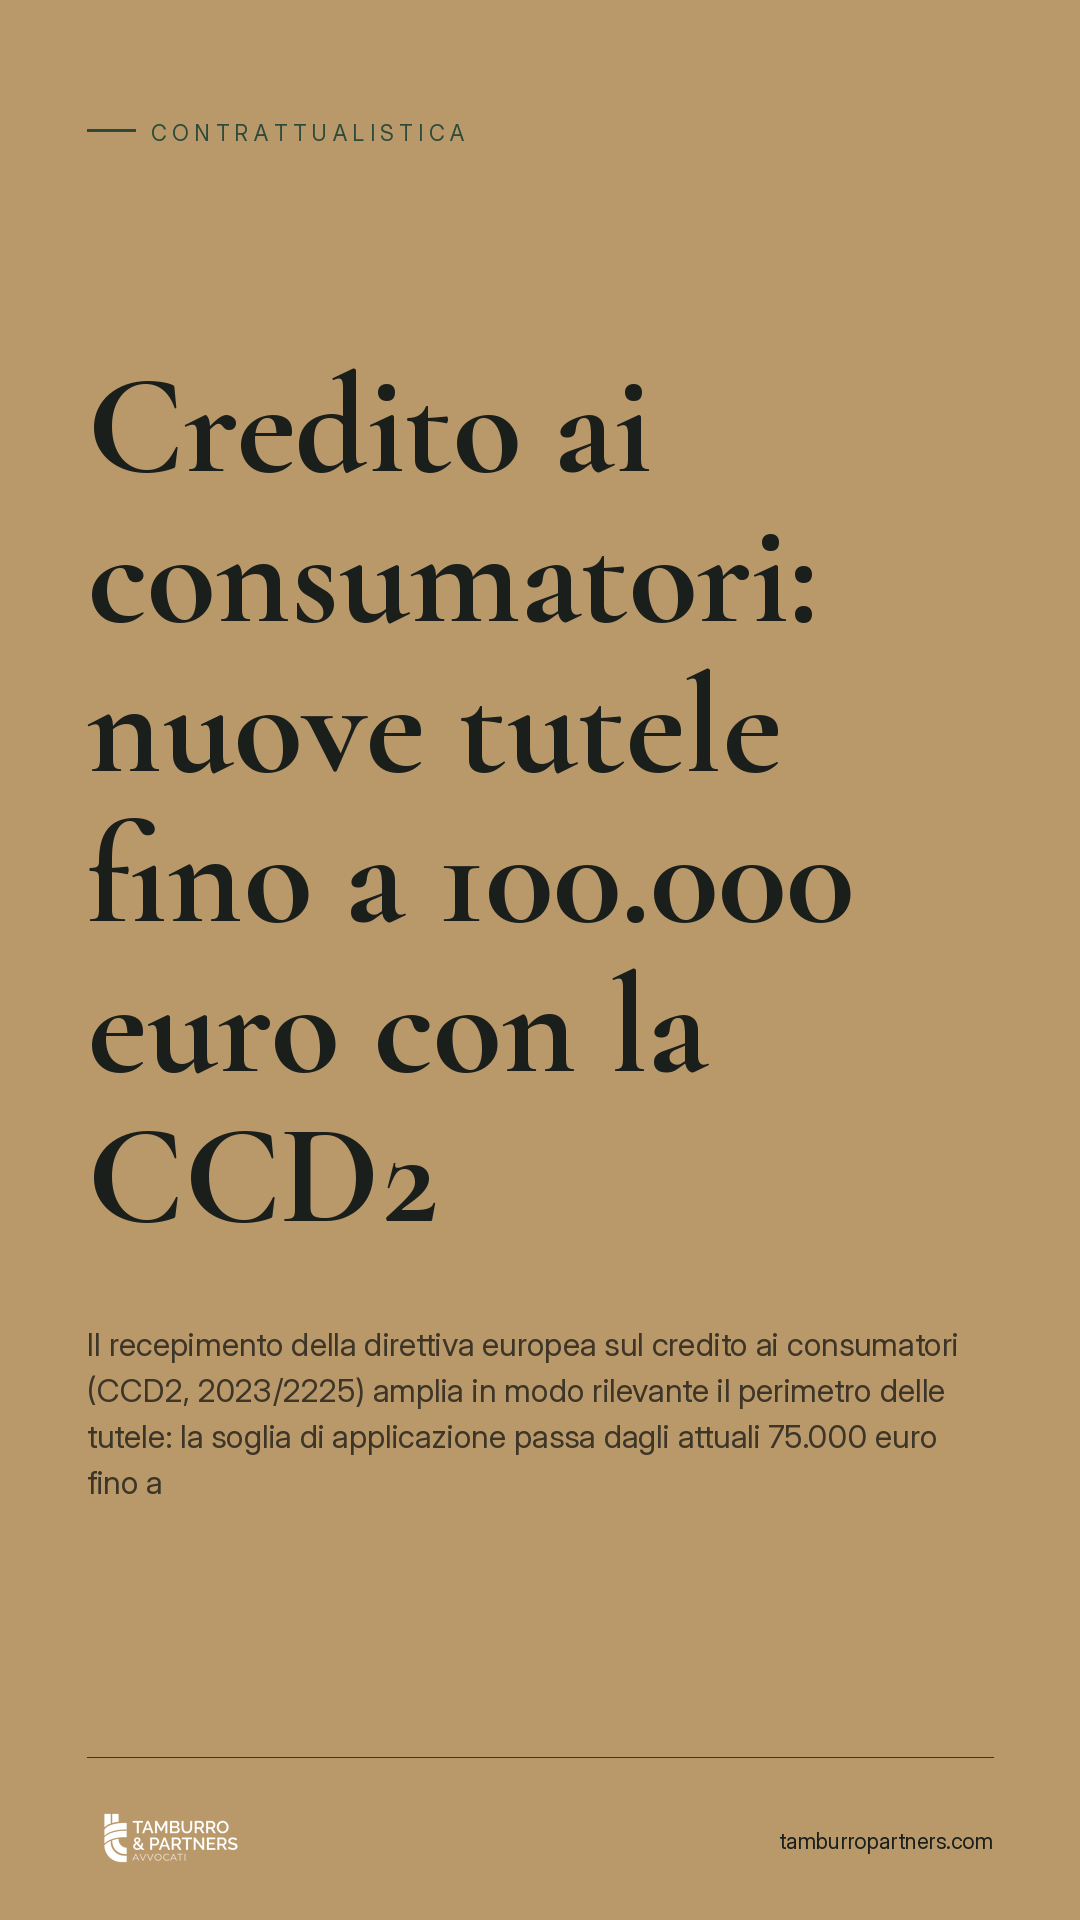 CONTRATTUALISTICA
Credito ai
consumatori:
nuove tutele
fino a 100.000
euro con la
CCD2
Il recepimento della direttiva europea sul credito ai consumatori
(CCD2, 2023/2225) amplia in modo rilevante il perimetro delle
tutele: la soglia di applicazione passa dagli attuali 75.000 euro
fino a
TAMBURRO
& PARTNERS
AVVOCATI
tamburropartners.com